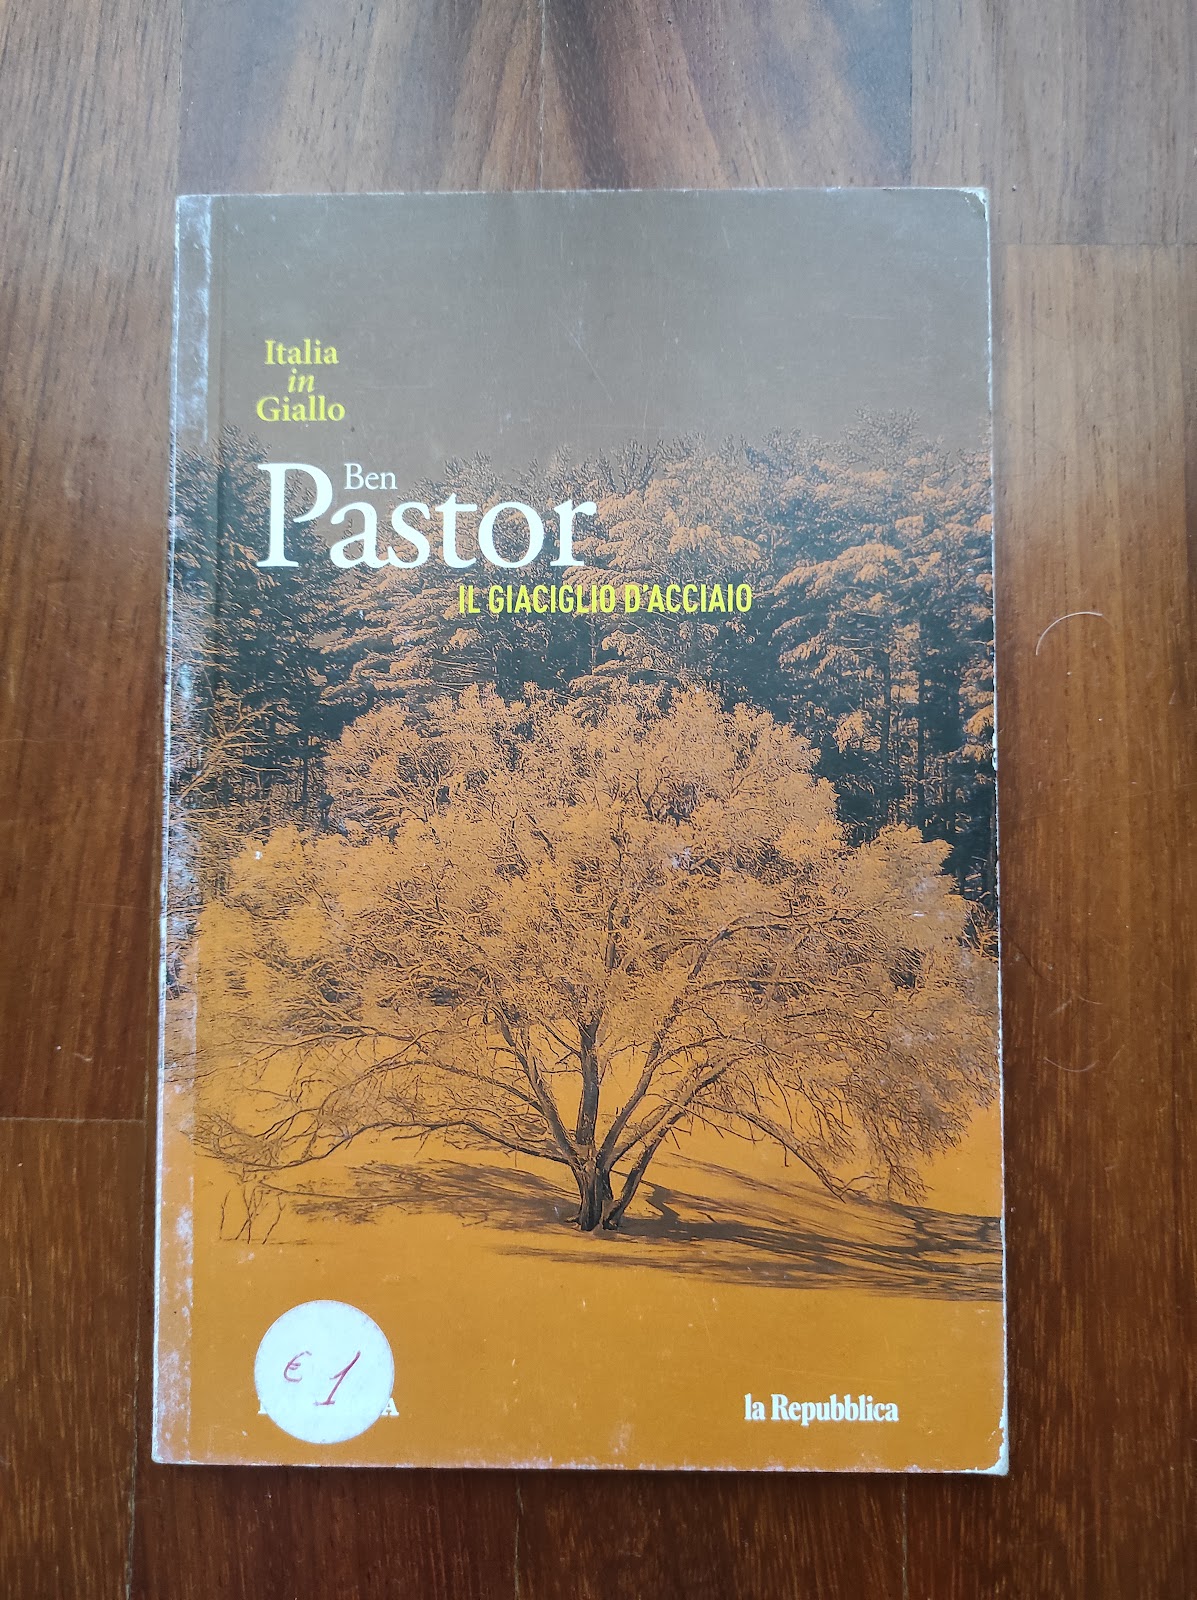 Italia
in
Giallo
Ben
Pastor
IL GIACIGLIO D'ACCIAIO
€ 1
la Repubblica